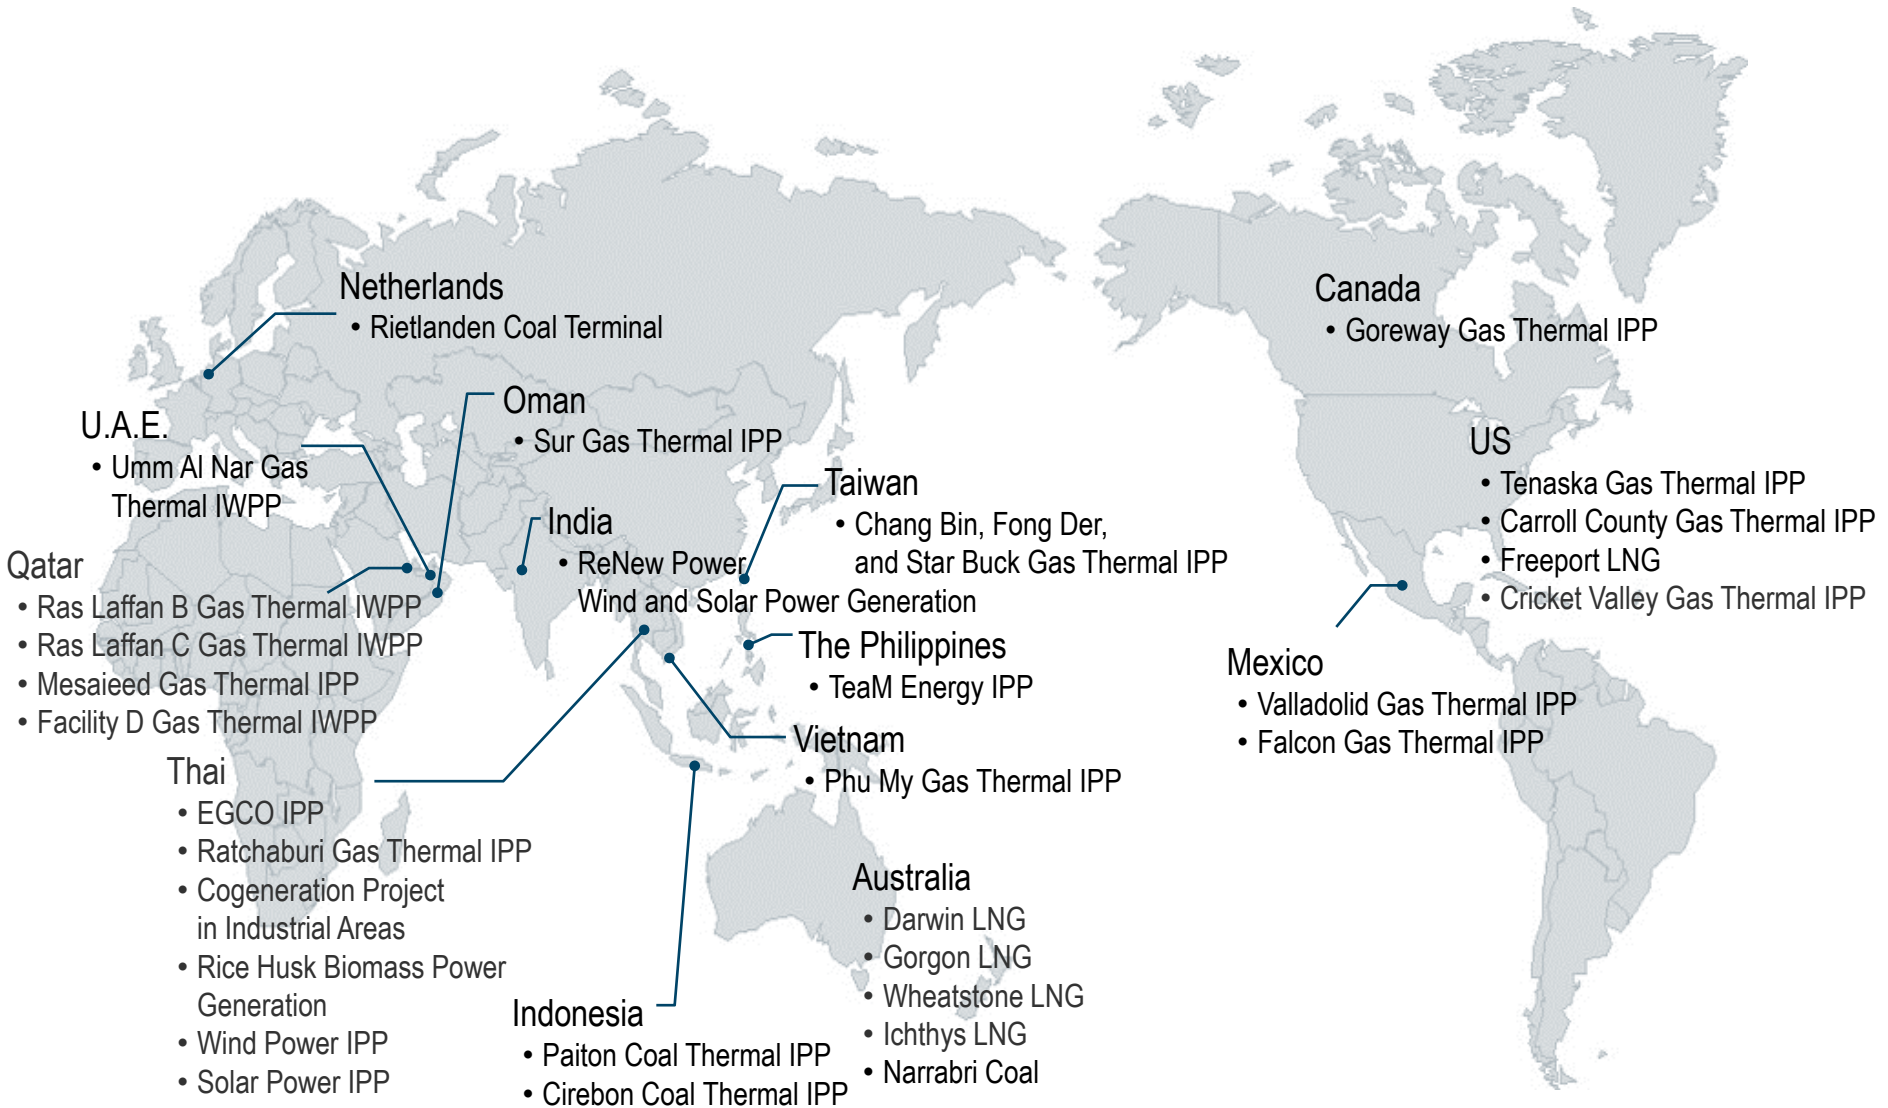 Netherlands
• Rietlanden Coal Terminal
Canada
• Goreway Gas Thermal IPP
U.A.E.
• Umm Al Nar Gas
Thermal IWPP
Oman
• Sur Gas Thermal IPP
US
• Tenaska Gas Thermal IPP
• Carroll County Gas Thermal IPP
• Freeport LNG
• Cricket Valley Gas Thermal IPP
Taiwan
• Chang Bin, Fong Der,
and Star Buck Gas Thermal IPP
India
• ReNew Power
Wind and Solar Power Generation
Qatar
• Ras Laffan B Gas Thermal IWPP
• Ras Laffan C Gas Thermal IWPP
• Mesaieed Gas Thermal IPP
• Facility D Gas Thermal IWPP
The Philippines
• TeaM Energy IPP
Mexico
• Valladolid Gas Thermal IPP
• Falcon Gas Thermal IPP
Vietnam
• Phu My Gas Thermal IPP
Thai
• EGCO IPP
• Ratchaburi Gas Thermal IPP
• Cogeneration Project
in Industrial Areas
• Rice Husk Biomass Power
Generation
• Wind Power IPP
• Solar Power IPP
Australia
• Darwin LNG
• Gorgon LNG
• Wheatstone LNG
• Ichthys LNG
• Narrabri Coal
Indonesia
• Paiton Coal Thermal IPP
• Cirebon Coal Thermal IPP